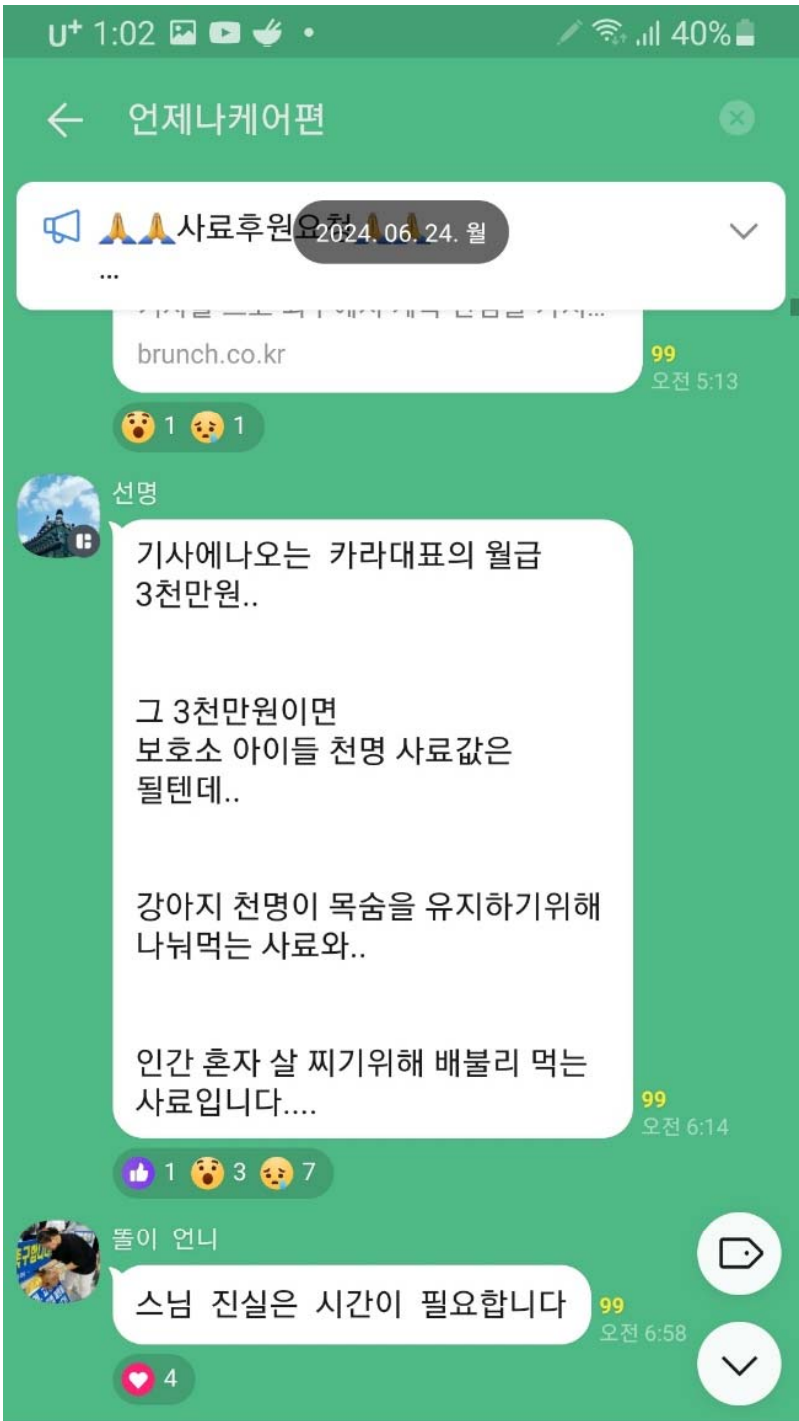 U+ 1:02 40%
언제나케어편
🙏🙏사료후원
2024. 06. 24. 월
...
brunch.co.kr
99
오전 5:13
1 1
선명
기사에나오는 카라대표의 월급
3천만원..
그 3천만원이면
보호소 아이들 천명 사료값은
될텐데..
강아지 천명이 목숨을 유지하기위해
나눠먹는 사료와..
인간 혼자 살 찌기위해 배불리 먹는
사료입니다....
99
오전 6:14
1 3 7
똘이 언니
스님 진실은 시간이 필요합니다
99
오전 6:58
4